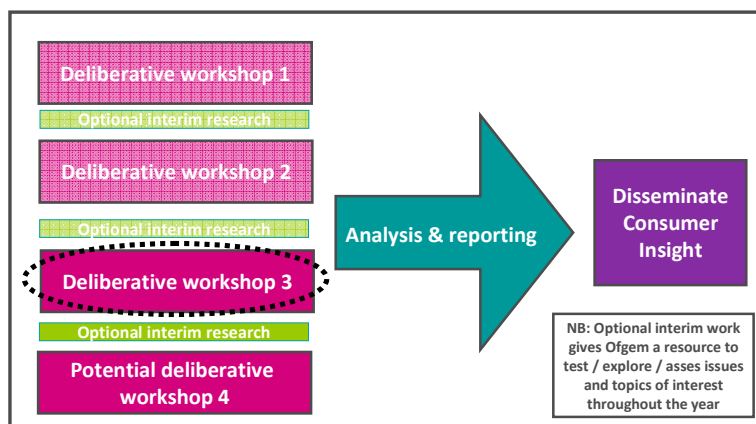 Deliberative workshop 1
Optional interim research
Deliberative workshop 2
Optional interim research
Deliberative workshop 3
Optional interim research
Potential deliberative
workshop 4
Analysis & reporting
Disseminate
Consumer
Insight
NB: Optional interim work
gives Ofgem a resource to
test / explore / asses issues
and topics of interest
throughout the year